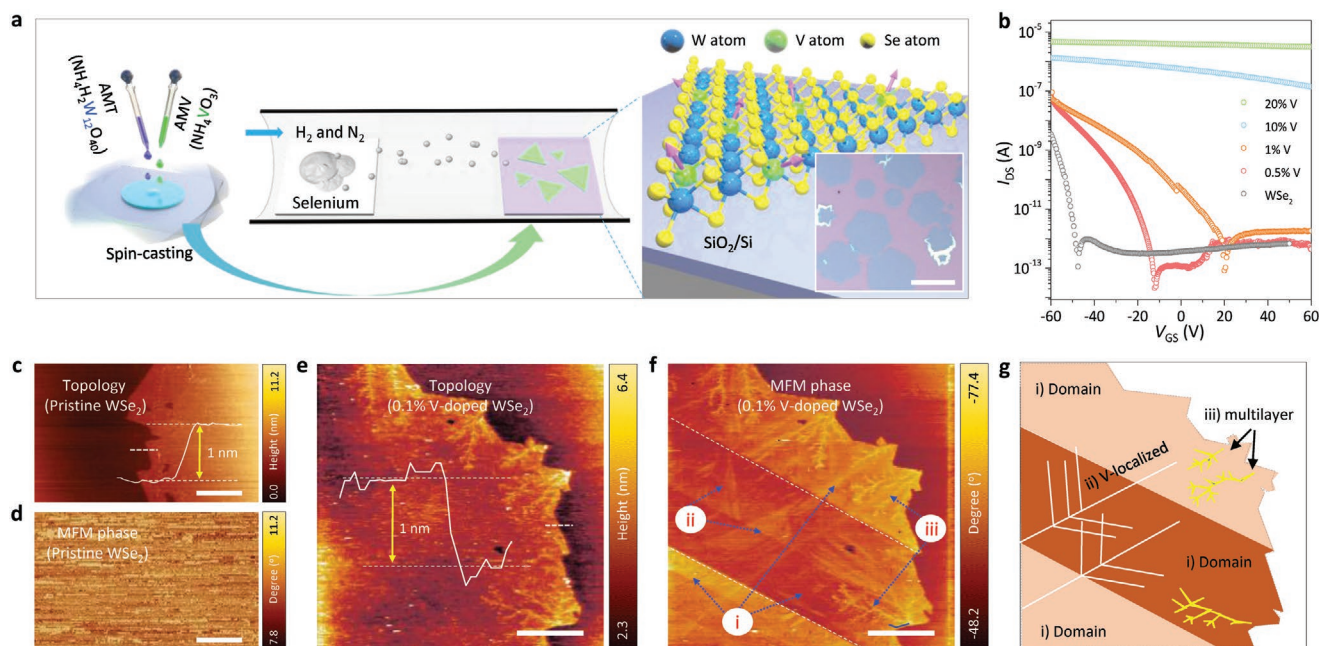 a
AMT
(NH₄H₂W₁₂O₄₀)
AMV
(NH₄VO₃)
Spin-casting
H₂ and N₂
Selenium
W atom
V atom
Se atom
SiO₂/Si
b
I_DS (A)
10⁻⁵
10⁻⁷
10⁻⁹
10⁻¹¹
10⁻¹³
20% V
10% V
1% V
0.5% V
WSe₂
-60 -40 -20 0 20 40 60
V_GS (V)
c
Topology
(Pristine WSe₂)
1 nm
11.2
Height (nm)
0.0
d
MFM phase
(Pristine WSe₂)
11.2
Degree (º)
7.8
e
Topology
(0.1% V-doped WSe₂)
1 nm
6.4
Height (nm)
2.3
f
MFM phase
(0.1% V-doped WSe₂)
ii
iii
i
-77.4
Degree (º)
-48.2
g
i) Domain
iii) multilayer
ii) V-localized
i) Domain
i) Domain